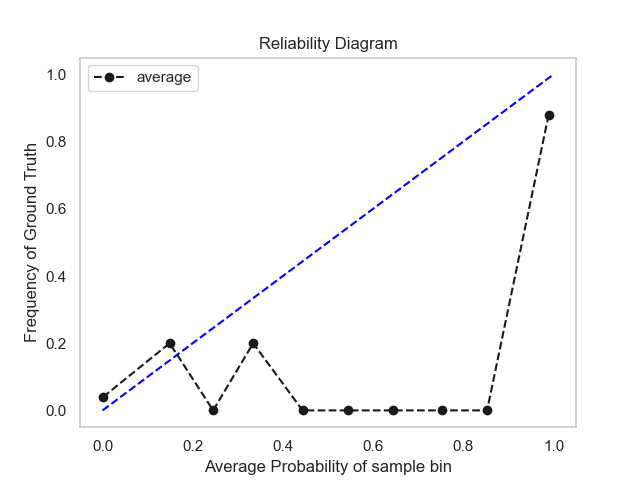 Reliability Diagram
average
Frequency of Ground Truth
1.0
0.8
0.6
0.4
0.2
0.0
0.0 0.2 0.4 0.6 0.8 1.0
Average Probability of sample bin